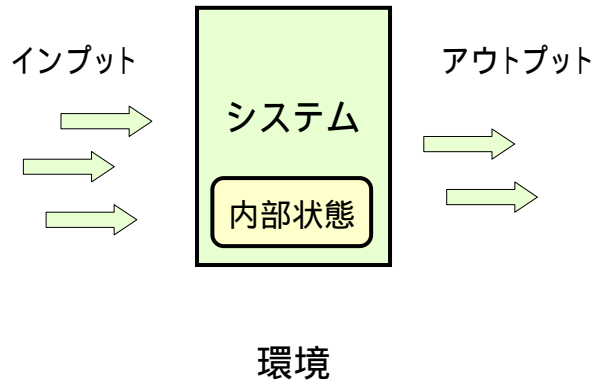 インプット
アウトプット
システム
内部状態
環境